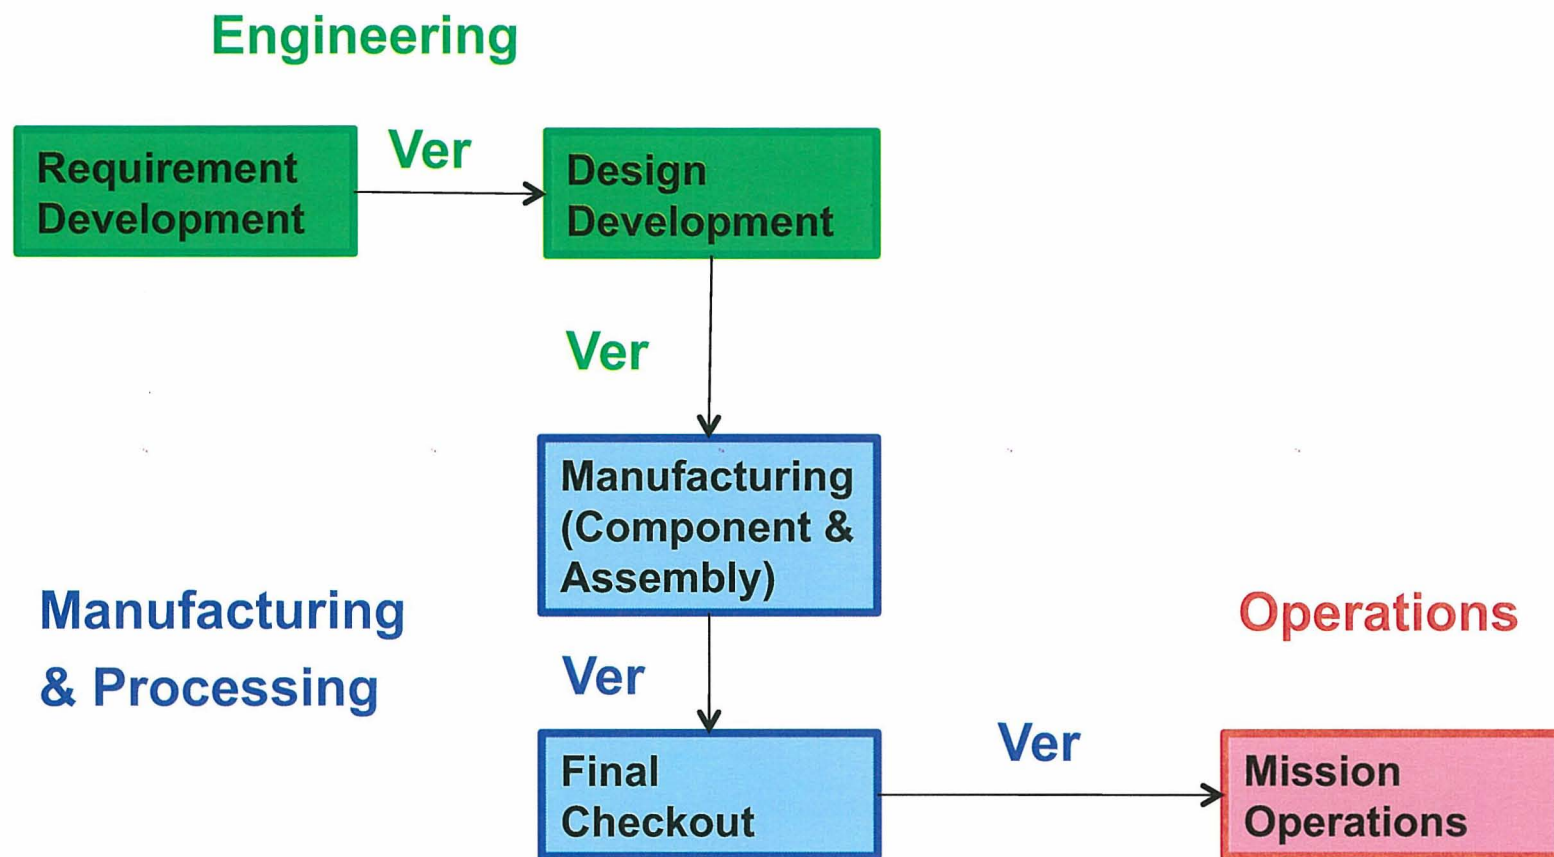 Engineering
Requirement
Development
Ver
Design
Development
Ver
Manufacturing
(Component &
Assembly)
Manufacturing
& Processing
Operations
Ver
Final
Checkout
Ver
Mission
Operations